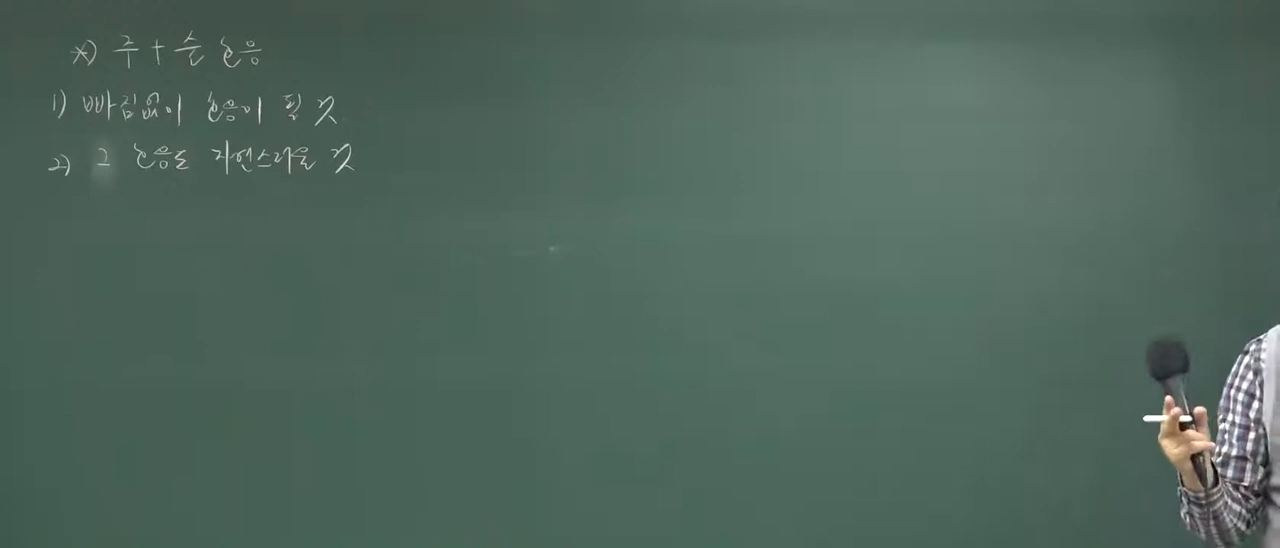 *) 주 + 술 호응
1) 빠짐없이 호응이 될 것
2) 그 호응도 자연스러울 것